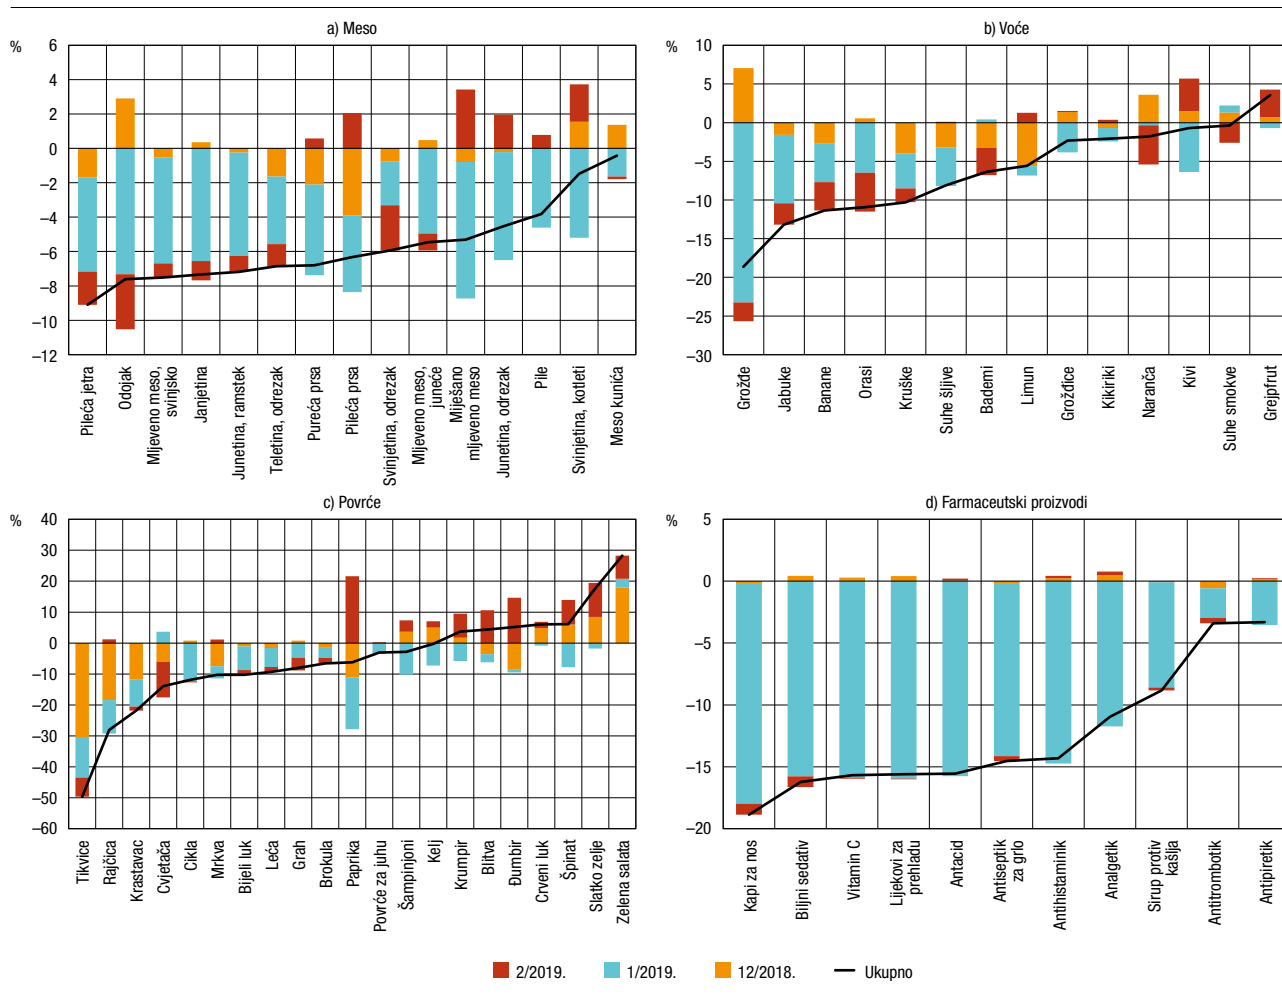 a) Meso
%
6
4
2
0
–2
–4
–6
–8
–10
–12
Pileća jetra
Odojak
Mljeveno meso,
svinjsko
Janjetina
Junetina, ramstek
Teletina, odrezak
Pureća prsa
Pileća prsa
Svinjetina, odrezak
Mljeveno meso,
juneće
Miješano
mljeveno meso
Junetina, odrezak
Pile
Svinjetina, kotleti
Meso kunića
b) Voće
%
10
5
0
–5
–10
–15
–20
–25
–30
Grožđe
Jabuke
Banane
Orasi
Kruške
Suhe šljive
Bademi
Limun
Grožđice
Kikiriki
Naranča
Kivi
Suhe smokve
Grejpfrut
c) Povrće
%
40
30
20
10
0
–10
–20
–30
–40
–50
–60
Tikvice
Rajčica
Krastavac
Cvjetača
Cikla
Mrkva
Bijeli luk
Leća
Grah
Brokula
Paprika
Povrće za juhu
Šampinjoni
Kelj
Krumpir
Blitva
Đumbir
Crveni luk
Špinat
Slatko zelje
Zelena salata
d) Farmaceutski proizvodi
%
5
0
–5
–10
–15
–20
Kapi za nos
Biljni sedativ
Vitamin C
Lijekovi za
prehladu
Antacid
Antiseptik
za grlo
Antihistaminik
Analgetik
Sirup protiv
kašlja
Antitrombotik
Antipiretik
2/2019.
1/2019.
12/2018.
Ukupno